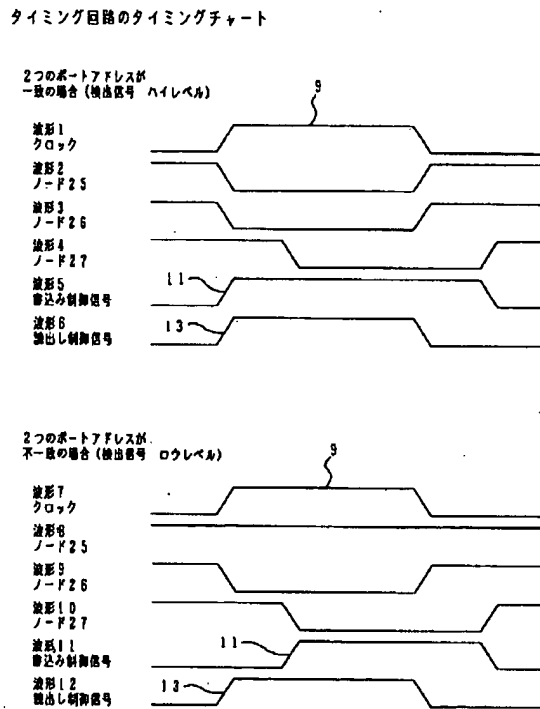 タイミング回路のタイミングチャート
2つのポートアドレスが
一致の場合(検出信号 ハイレベル)
9
波形1
クロック
波形2
ノード25
波形3
ノード26
波形4
ノード27
波形5
書込み制御信号
11
波形6
読出し制御信号
13
2つのポートアドレスが
不一致の場合(検出信号 ロウレベル)
9
波形7
クロック
波形8
ノード25
波形9
ノード26
波形10
ノード27
波形11
書込み制御信号
11
波形12
読出し制御信号
13